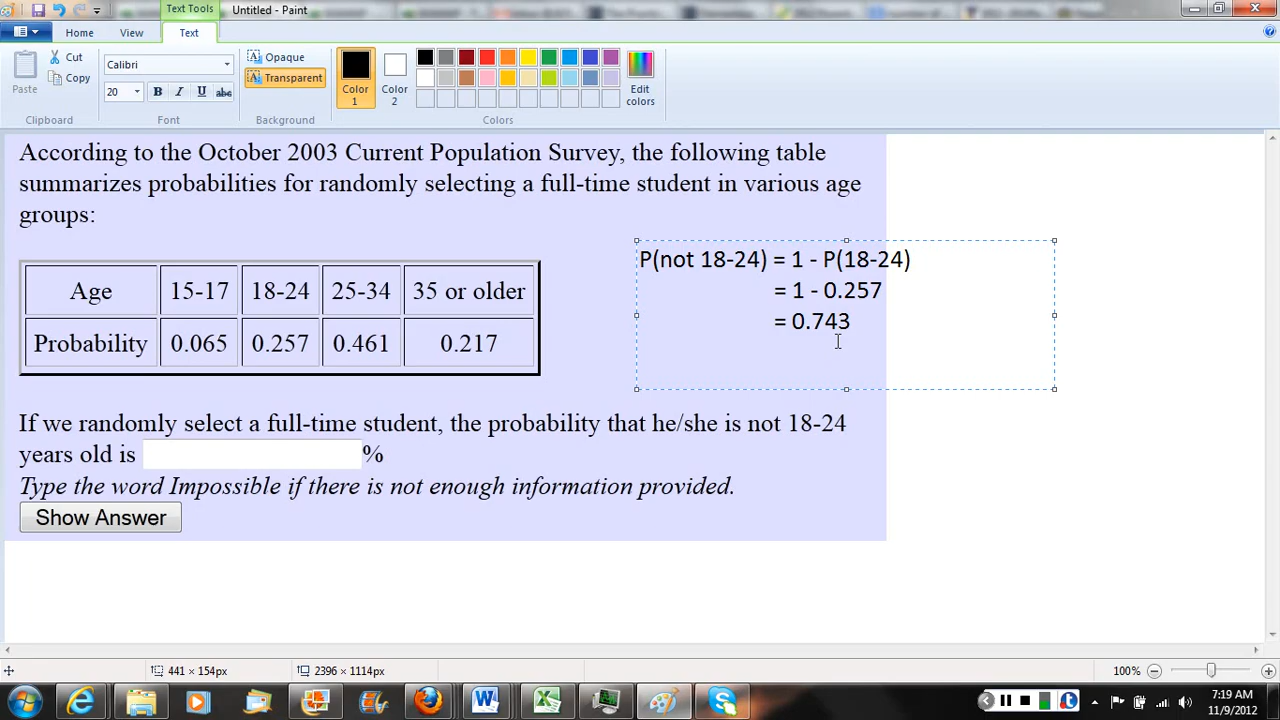 Text Tools
Untitled - Paint
Home
View
Text
Paste
Cut
Copy
Clipboard
Calibri
20
B I U abc
Font
Opaque
Transparent
Background
Color 1
Color 2
Edit colors
Colors
According to the October 2003 Current Population Survey, the following table
summarizes probabilities for randomly selecting a full-time student in various age
groups:
Age 15-17 18-24 25-34 35 or older
Probability 0.065 0.257 0.461 0.217
P(not 18-24) = 1 - P(18-24)
= 1 - 0.257
= 0.743
If we randomly select a full-time student, the probability that he/she is not 18-24
years old is %
Type the word Impossible if there is not enough information provided.
Show Answer
441 × 154px
2396 × 1114px
100%
7:19 AM
11/9/2012